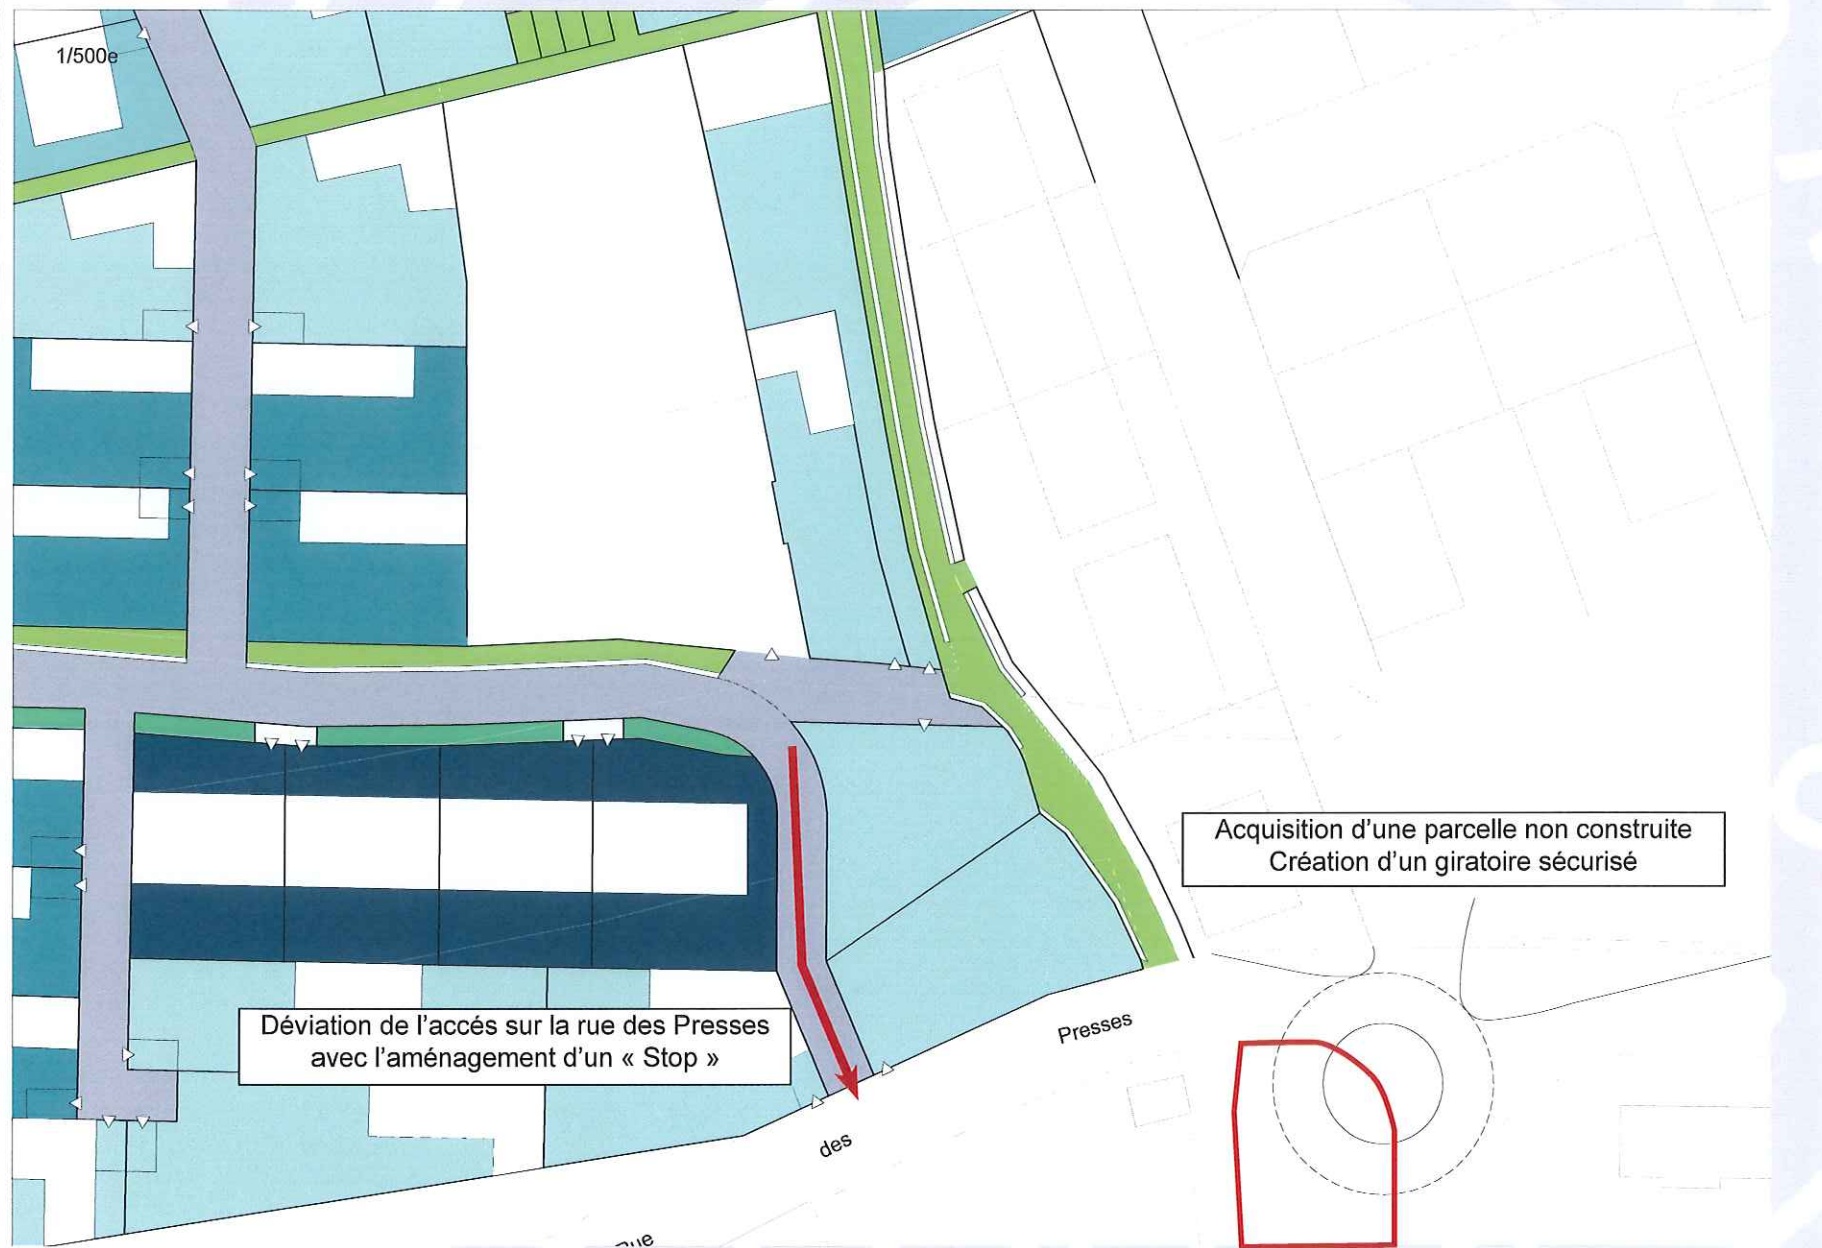 1/500e
Acquisition d'une parcelle non construite
Création d'un giratoire sécurisé
Déviation de l'accés sur la rue des Presses
avec l'aménagement d'un « Stop »
Presses
des
Rue